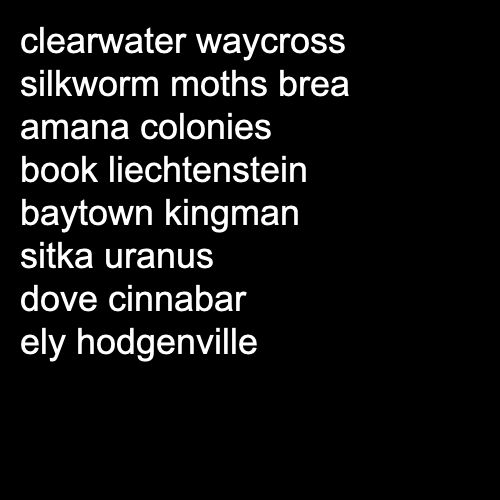 clearwater waycross
silkworm moths brea
amana colonies
book liechtenstein
baytown kingman
sitka uranus
dove cinnabar
ely hodgenville